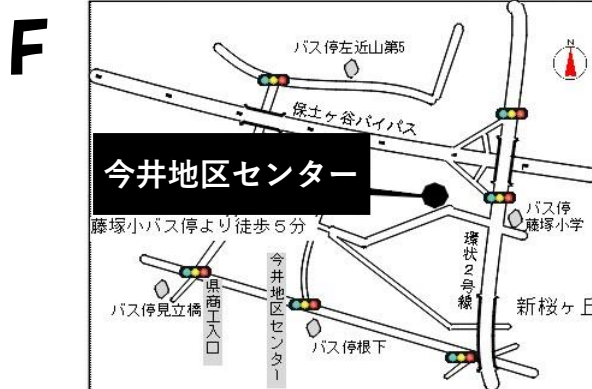 F
バス停左近山第5
N
保土ヶ谷バイパス
今井地区センター
藤塚小バス停より徒歩5分
バス停
藤塚小学
環状2号線
今井地区センター
県商工入口
バス停見立橋
新桜ヶ丘
バス停根下